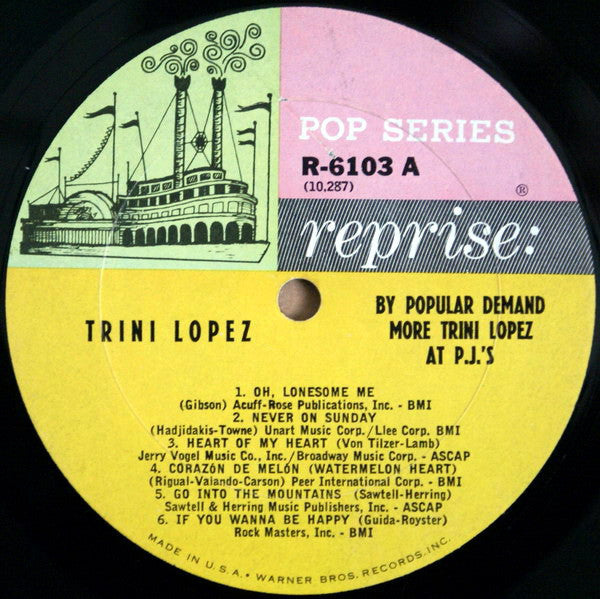 POP SERIES
R-6103 A
(10,287)
®
reprise:
TRINI LOPEZ
BY POPULAR DEMAND
MORE TRINI LOPEZ
AT P.J.'S
1. OH, LONESOME ME
(Gibson) Acuff-Rose Publications, Inc. - BMI
2. NEVER ON SUNDAY
(Hadjidakis-Towne) Unart Music Corp./Llee Corp. BMI
3. HEART OF MY HEART (Von Tilzer-Lamb)
Jerry Vogel Music Co., Inc./Broadway Music Corp. - ASCAP
4. CORAZÓN DE MELÓN (WATERMELON HEART)
(Rigual-Valando-Carson) Peer International Corp. - BMI
5. GO INTO THE MOUNTAINS (Sawtell-Herring)
Sawtell & Herring Music Publishers, Inc. - ASCAP
6. IF YOU WANNA BE HAPPY (Guida-Royster)
Rock Masters, Inc. - BMI
MADE IN U.S.A. • WARNER BROS. RECORDS, INC.